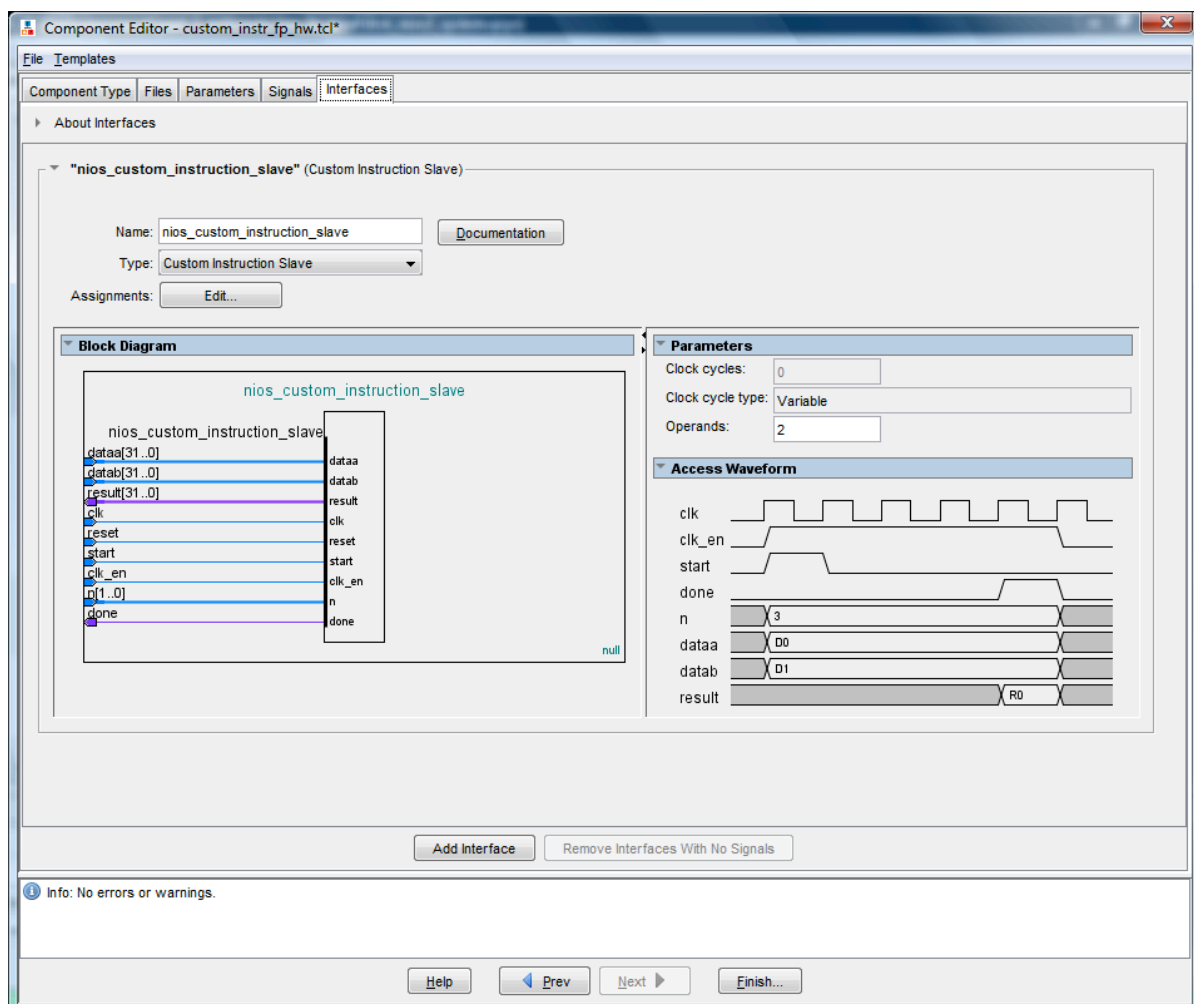 Component Editor - custom_instr_fp_hw.tcl*
File Templates
Component Type Files Parameters Signals Interfaces
About Interfaces
"nios_custom_instruction_slave" (Custom Instruction Slave)
Name: nios_custom_instruction_slave Documentation
Type: Custom Instruction Slave
Assignments: Edit...
Block Diagram
nios_custom_instruction_slave
nios_custom_instruction_slave
dataa[31..0] dataa
datab[31..0] datab
result[31..0] result
clk clk
reset reset
start start
clk_en clk_en
n[1..0] n
done done
null
Parameters
Clock cycles: 0
Clock cycle type: Variable
Operands: 2
Access Waveform
clk
clk_en
start
done
n 3
dataa D0
datab D1
result R0
Add Interface Remove Interfaces With No Signals
Info: No errors or warnings.
Help Prev Next Finish...